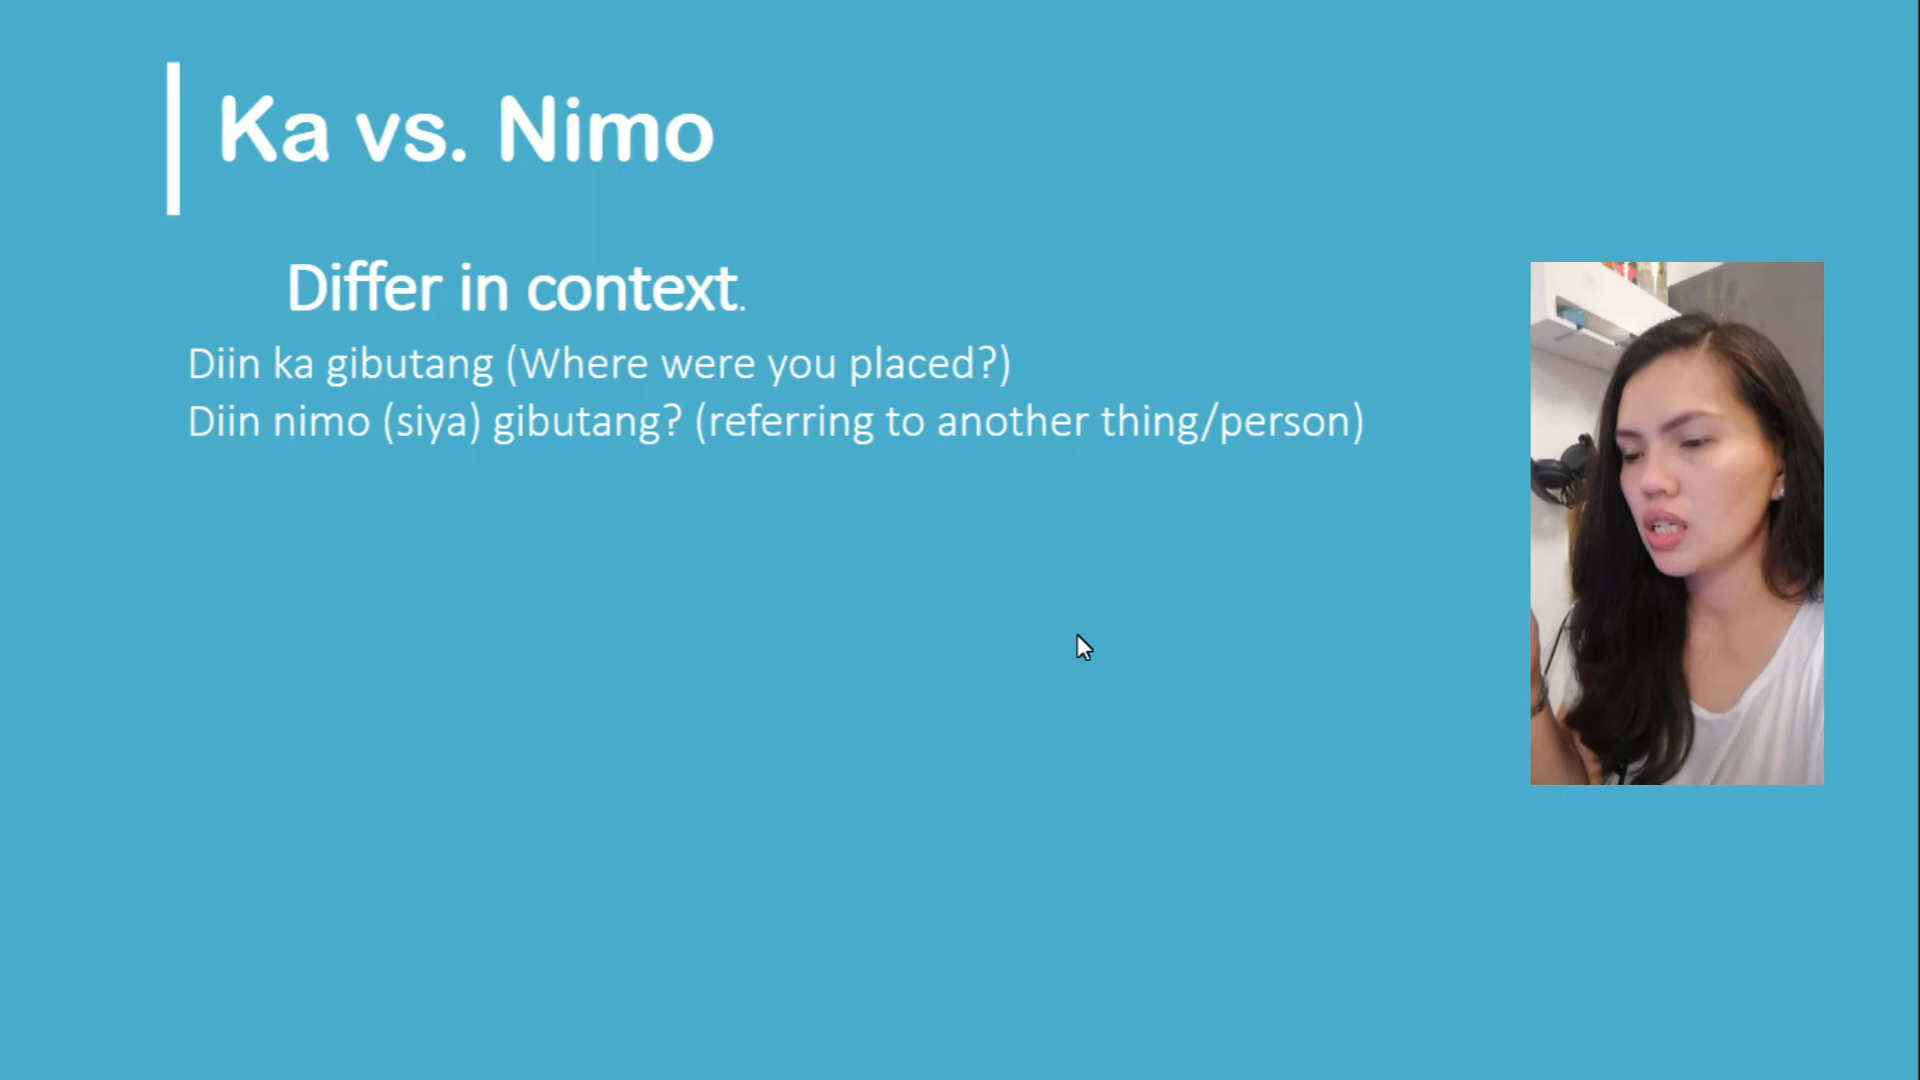 Ka vs. Nimo
Differ in context.
Diin ka gibutang (Where were you placed?)
Diin nimo (siya) gibutang? (referring to another thing/person)